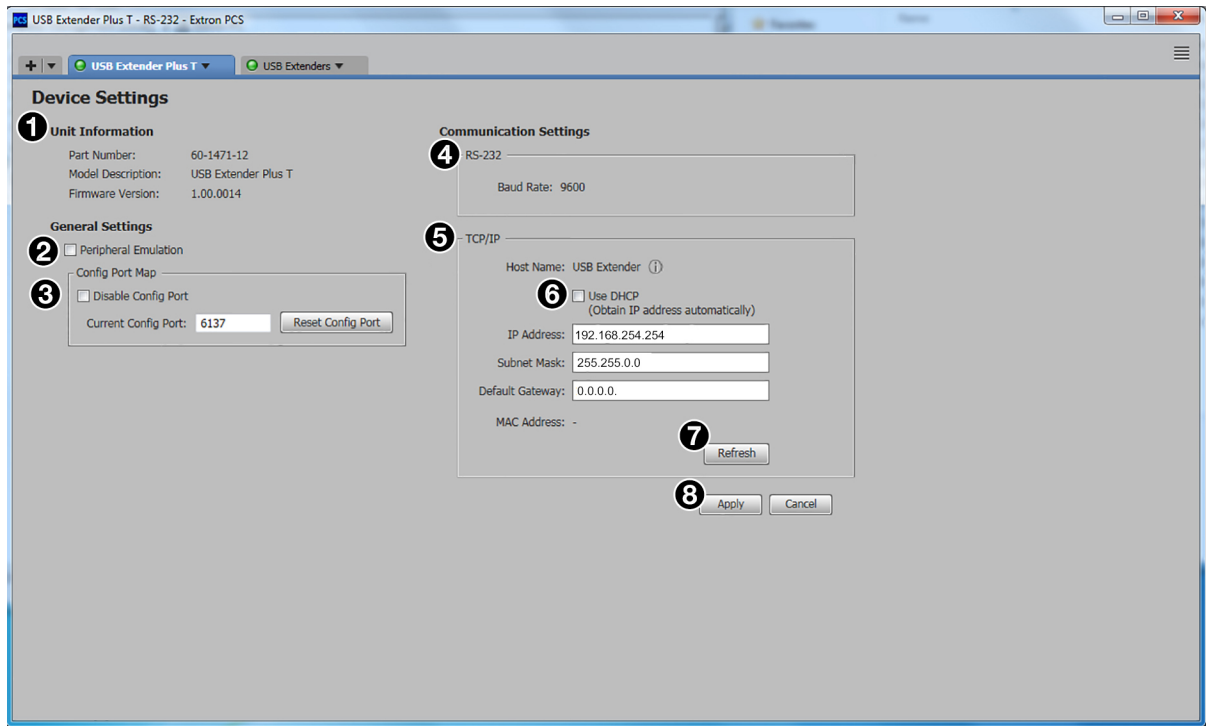 PCS USB Extender Plus T - RS-232 - Extron PCS
Favorites
Name
USB Extender Plus T
USB Extenders
Device Settings
1 Unit Information
Part Number: 60-1471-12
Model Description: USB Extender Plus T
Firmware Version: 1.00.0014
General Settings
2 Peripheral Emulation
Config Port Map
3 Disable Config Port
Current Config Port: 6137 Reset Config Port
Communication Settings
4 RS-232
Baud Rate: 9600
5 TCP/IP
Host Name: USB Extender
6 Use DHCP
(Obtain IP address automatically)
IP Address: 192.168.254.254
Subnet Mask: 255.255.0.0
Default Gateway: 0.0.0.0.
MAC Address: -
7 Refresh
8 Apply Cancel